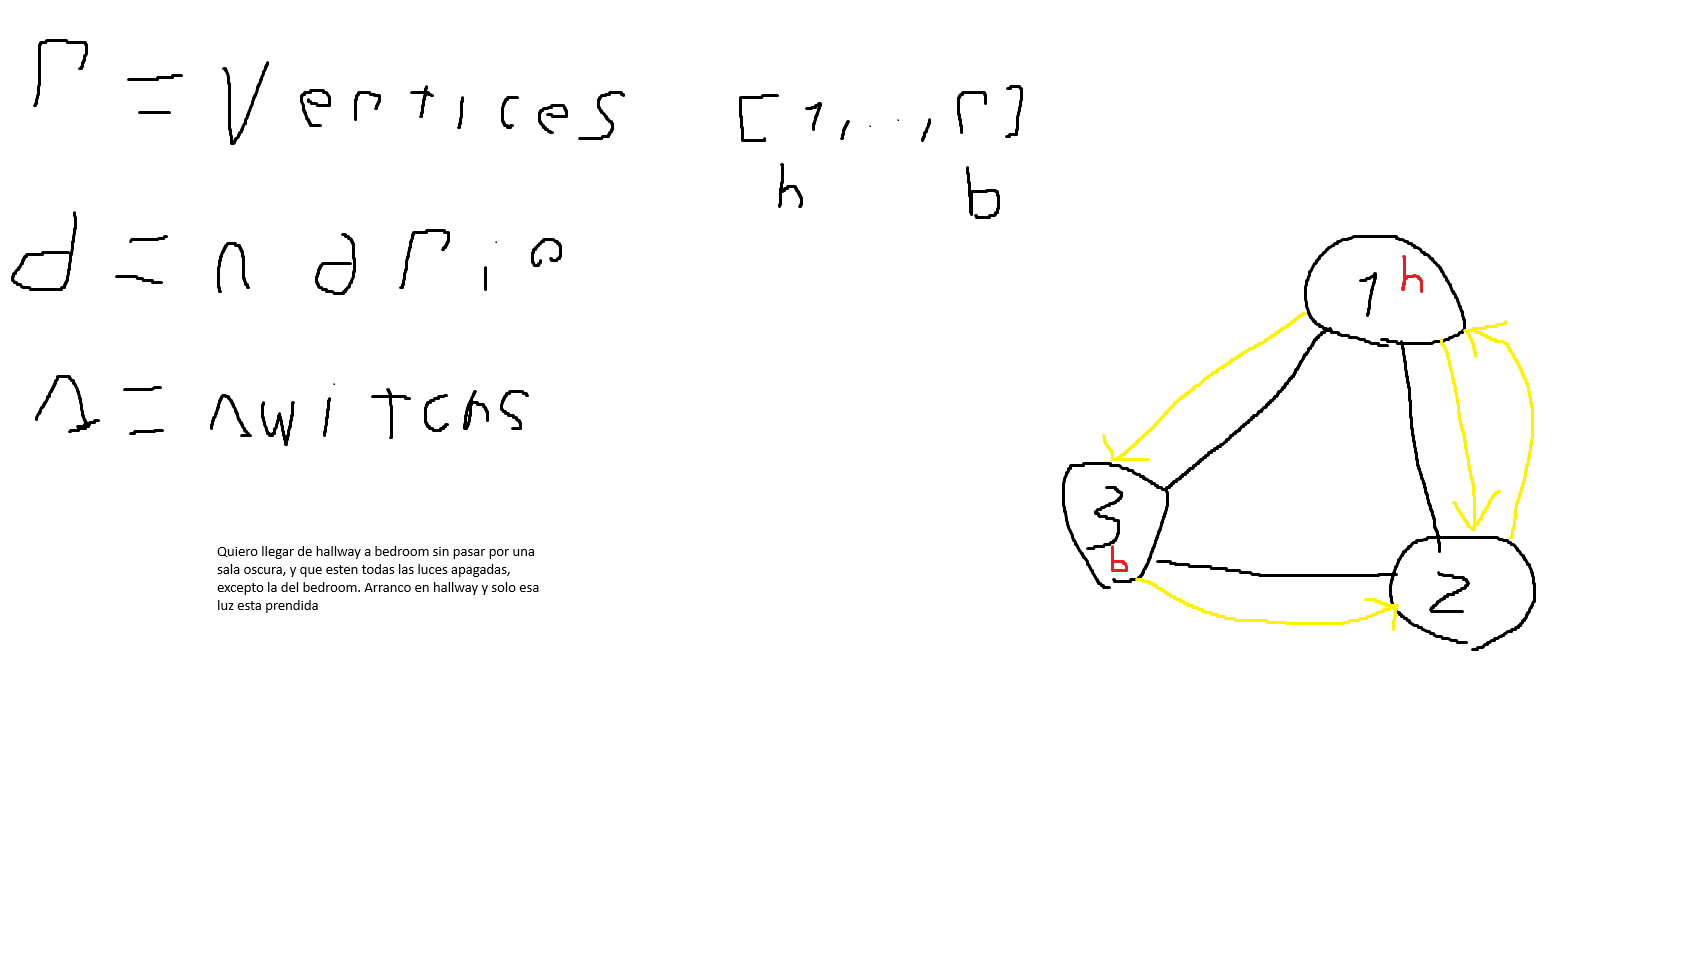 r = Vertices [1, .., r]
h b
d = n a r i o
s = switchs
1 h
3
b
2
Quiero llegar de hallway a bedroom sin pasar por una
sala oscura, y que esten todas las luces apagadas,
excepto la del bedroom. Arranco en hallway y solo esa
luz esta prendida